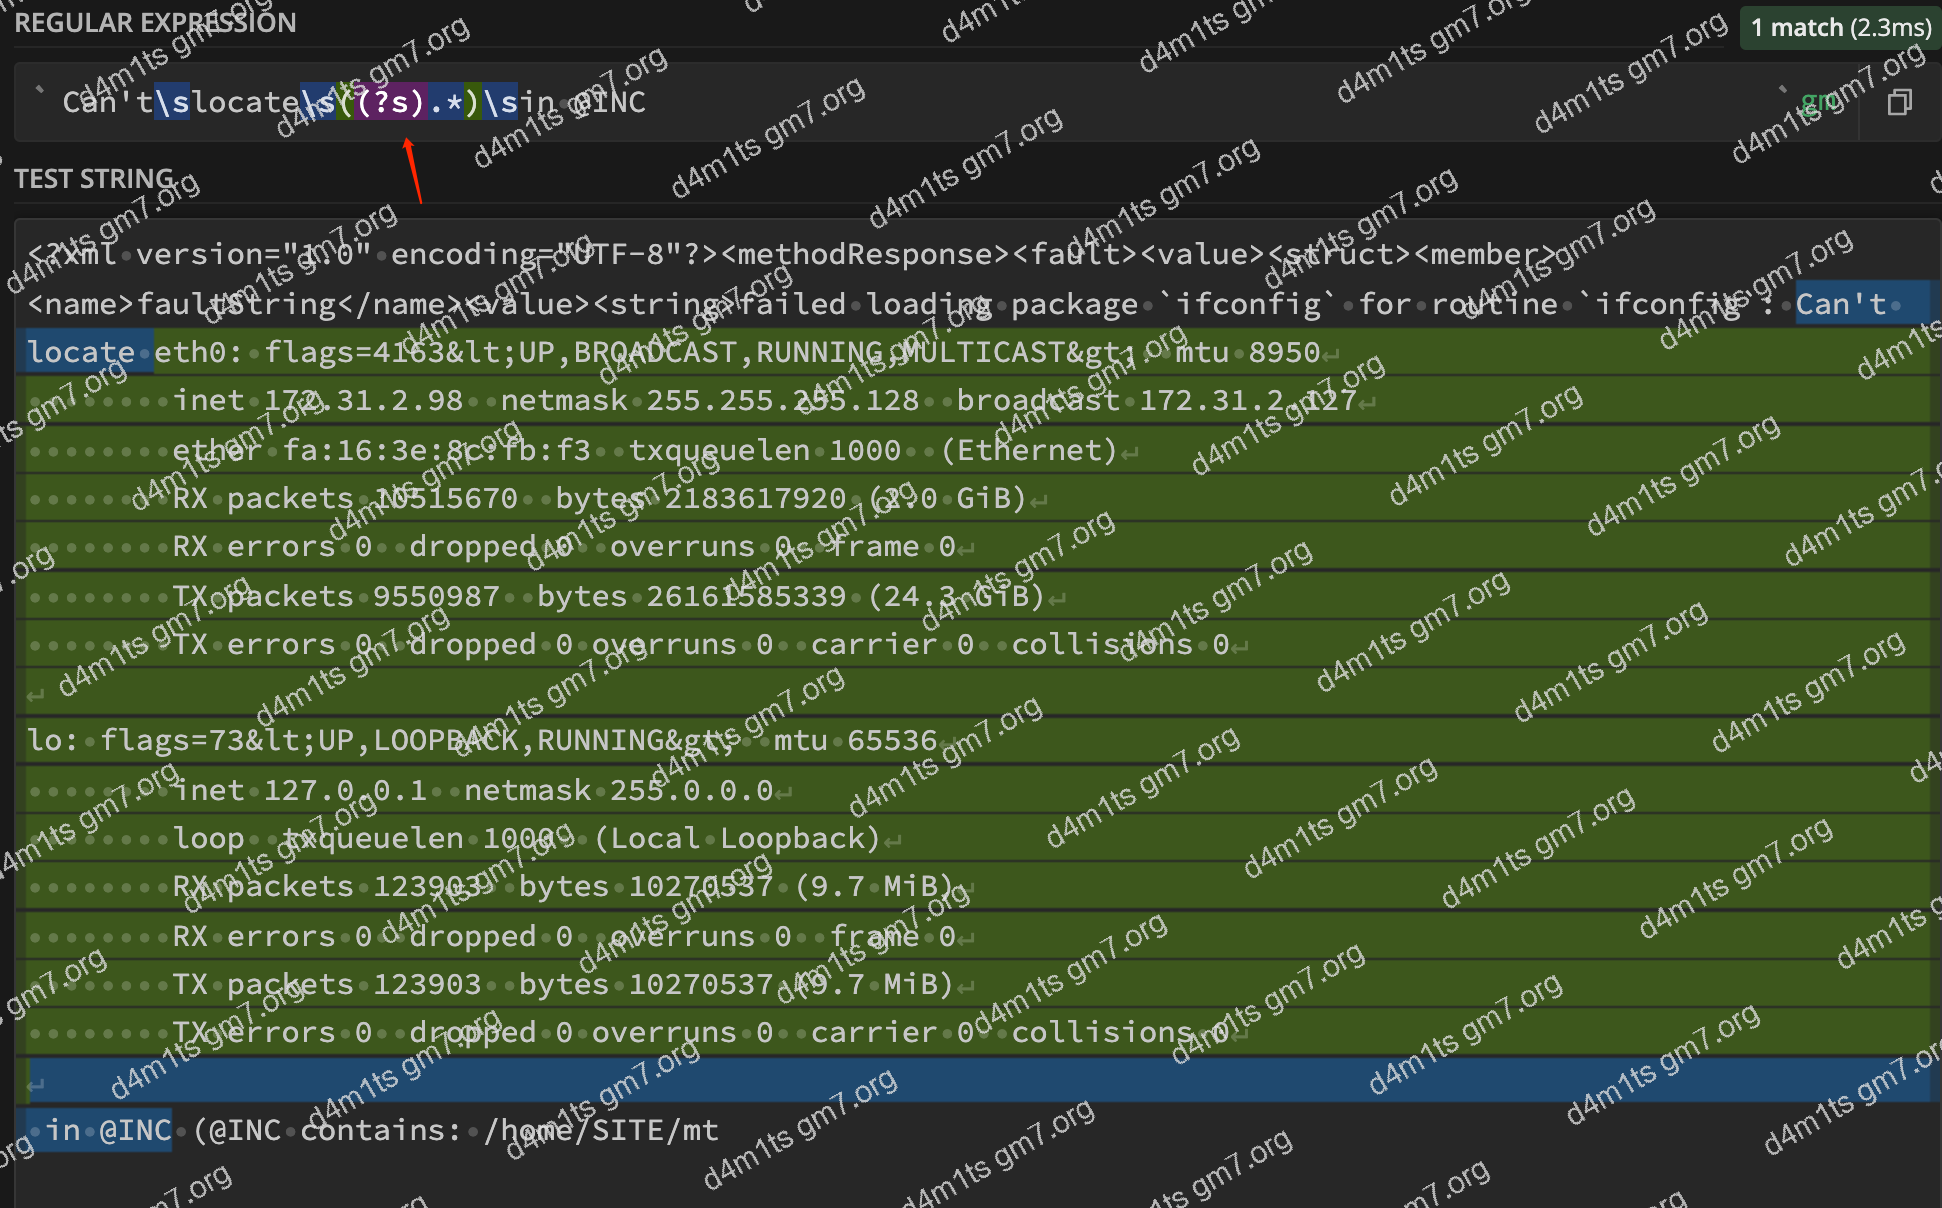 REGULAR EXPRESSION
1 match (2.3ms)
` Can't\slocate\s((?s).*)\sin @INC ` gm
TEST STRING
<?xml version="1.0" encoding="UTF-8"?><methodResponse><fault><value><struct><member>
<name>faultString</name><value><string>failed loading package `ifconfig` for routine `ifconfig`: Can't
locate eth0: flags=4163&lt;UP,BROADCAST,RUNNING,MULTICAST&gt;  mtu 8950
        inet 172.31.2.98  netmask 255.255.255.128  broadcast 172.31.2.127
        ether fa:16:3e:8c:fb:f3  txqueuelen 1000  (Ethernet)
        RX packets 10515670  bytes 2183617920 (2.0 GiB)
        RX errors 0  dropped 0  overruns 0  frame 0
        TX packets 9550987  bytes 26161585339 (24.3 GiB)
        TX errors 0  dropped 0 overruns 0  carrier 0  collisions 0
lo: flags=73&lt;UP,LOOPBACK,RUNNING&gt;  mtu 65536
        inet 127.0.0.1  netmask 255.0.0.0
        loop  txqueuelen 1000  (Local Loopback)
        RX packets 123903  bytes 10270537 (9.7 MiB)
        RX errors 0  dropped 0  overruns 0  frame 0
        TX packets 123903  bytes 10270537 (9.7 MiB)
        TX errors 0  dropped 0 overruns 0  carrier 0  collisions 0
 in @INC (@INC contains: /home/SITE/mt
d4m1ts gm7.org